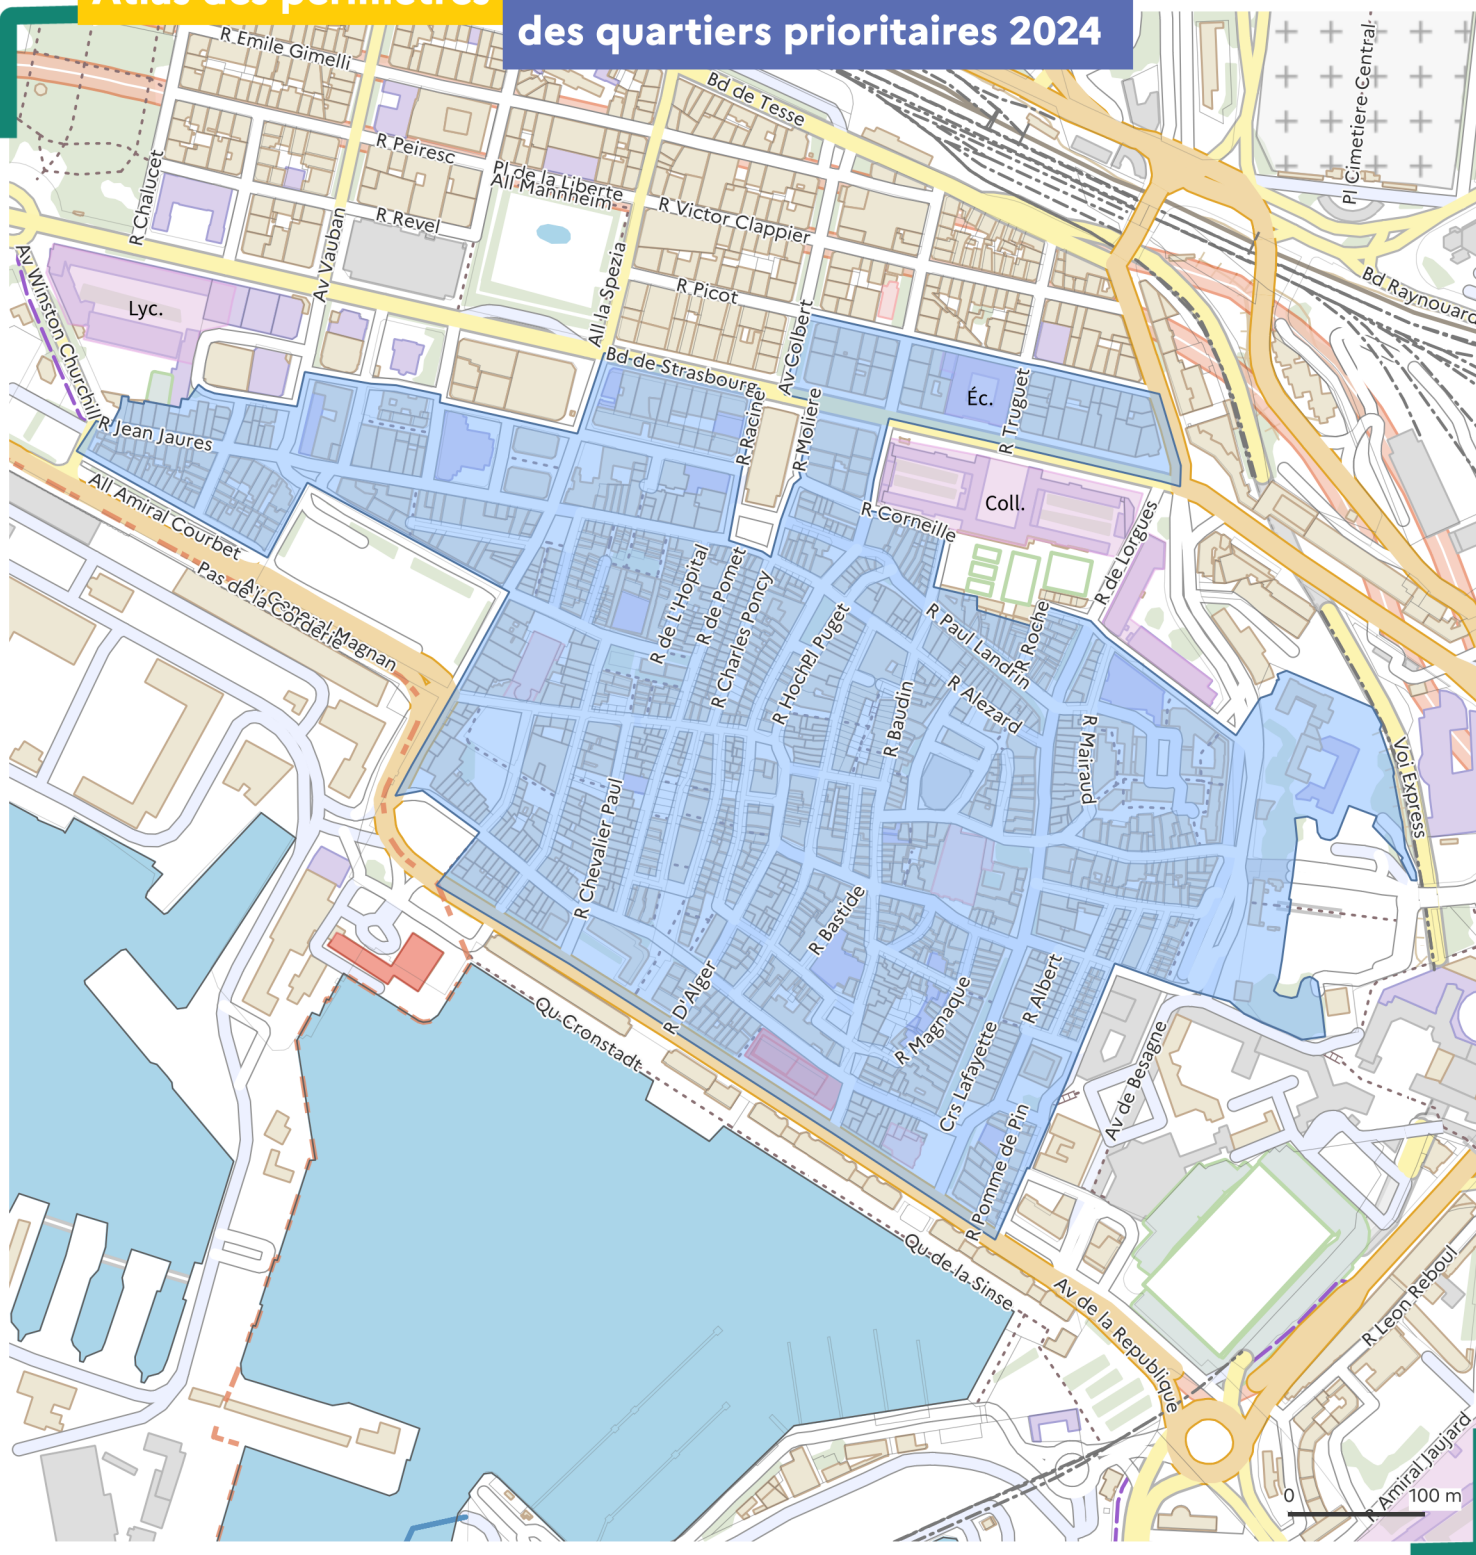 Atlas des périmètres
des quartiers prioritaires 2024
R Emile Gimelli
Bd de Tesse
Pl Cimetiere Central
R Peiresc
R Chalucet
Pl de la Liberte
All Mannheim
R Revel
R Victor Clappier
Av Vauban
Av Winston Churchill
Lyc.
All la Spezia
R Picot
Av Colbert
Bd Raynouard
Bd de Strasbourg
R Racine
R Moliere
Éc.
R Truguet
R Jean Jaures
All Amiral Courbet
Coll.
R Corneille
R de Lorgues
Pas de la Corderie
Av General Magnan
R de L'Hopital
R de Pomet
R Charles Poncy
R Hoche
Pl Puget
R Paul Landrin
R Roche
R Alezard
R Baudin
R Mairaud
Voi Express
R Chevalier Paul
R Bastide
R D'Alger
R Magnaque
R Albert
Qu Cronstadt
Crs Lafayette
R Pomme de Pin
Av de Besagne
Qu de la Sinse
Av de la Republique
R Leon Reboul
R Amiral Jaujard
0 100 m